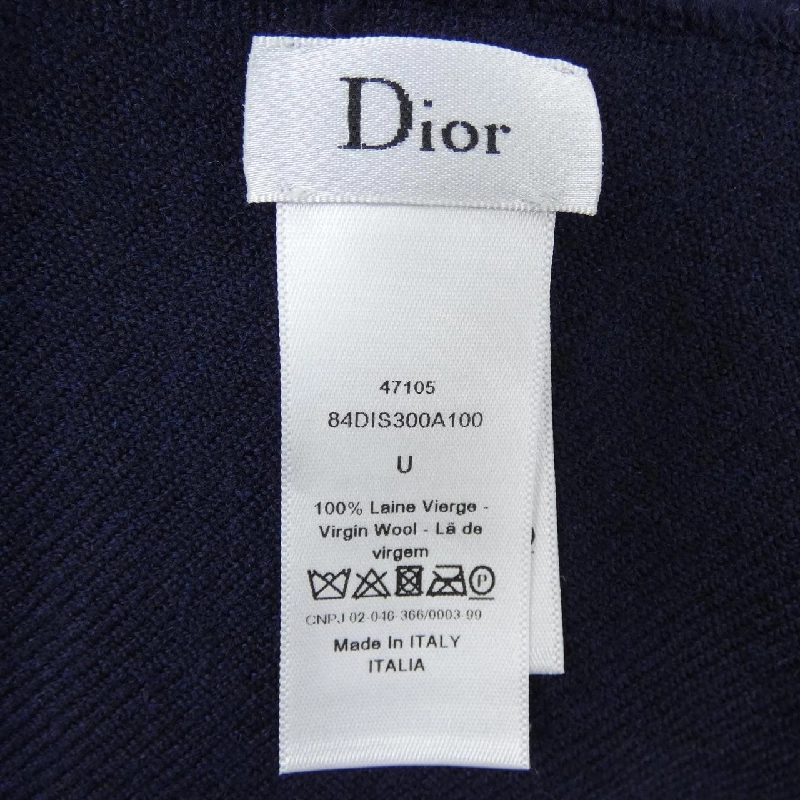 Dior
47105
84DIS300A100
U
100% Laine Vierge -
Virgin Wool - Lã de
virgem
P
CNPJ 02-046-366/0003-99
Made In ITALY
ITALIA